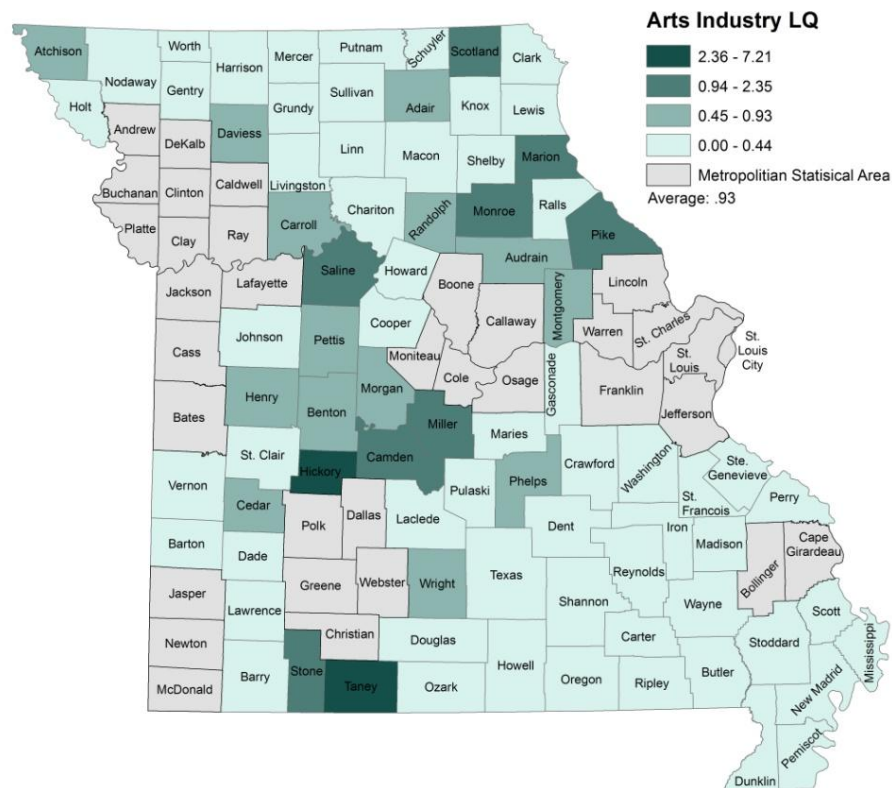 Arts Industry LQ
2.36 - 7.21
0.94 - 2.35
0.45 - 0.93
0.00 - 0.44
Metropolitan Statisical Area
Average: .93
Atchison
Nodaway
Worth
Harrison
Mercer
Putnam
Schuyler
Scotland
Clark
Holt
Gentry
Sullivan
Adair
Knox
Lewis
Grundy
Andrew
DeKalb
Daviess
Linn
Macon
Shelby
Marion
Buchanan
Clinton
Caldwell
Livingston
Chariton
Randolph
Monroe
Ralls
Platte
Clay
Ray
Carroll
Saline
Howard
Audrain
Pike
Jackson
Lafayette
Boone
Callaway
Montgomery
Lincoln
Warren
St. Charles
Johnson
Pettis
Cooper
Moniteau
Cole
Osage
Gasconade
Franklin
St.
Louis
St.
Louis
City
Cass
Henry
Benton
Morgan
Miller
Jefferson
Bates
St. Clair
Hickory
Camden
Maries
Phelps
Crawford
Washington
Ste.
Genevieve
Vernon
Cedar
Polk
Dallas
Laclede
Pulaski
Dent
Iron
St.
Francois
Perry
Barton
Dade
Greene
Webster
Wright
Texas
Reynolds
Madison
Bollinger
Cape
Girardeau
Jasper
Lawrence
Christian
Douglas
Shannon
Wayne
Scott
Newton
Stone
Taney
Ozark
Howell
Carter
Butler
Stoddard
Mississippi
McDonald
Barry
Oregon
Ripley
New Madrid
Pemiscot
Dunklin